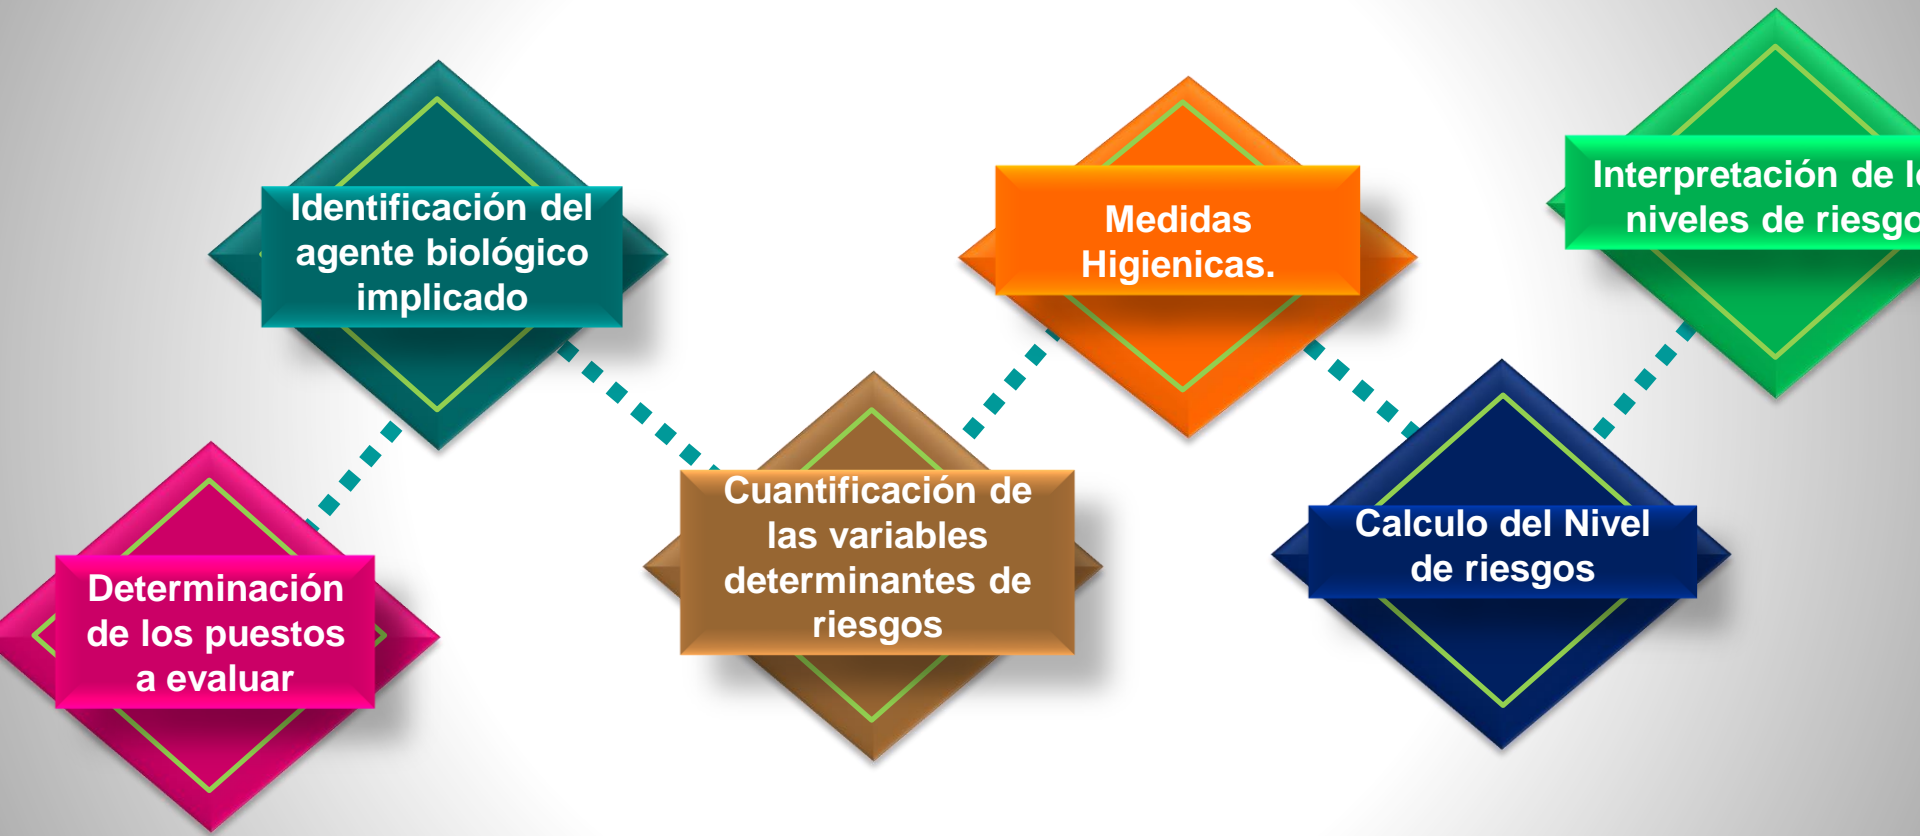 Determinación
de los puestos
a evaluar
Identificación del
agente biológico
implicado
Cuantificación de
las variables
determinantes de
riesgos
Medidas
Higienicas.
Calculo del Nivel
de riesgos
Interpretación de
niveles de